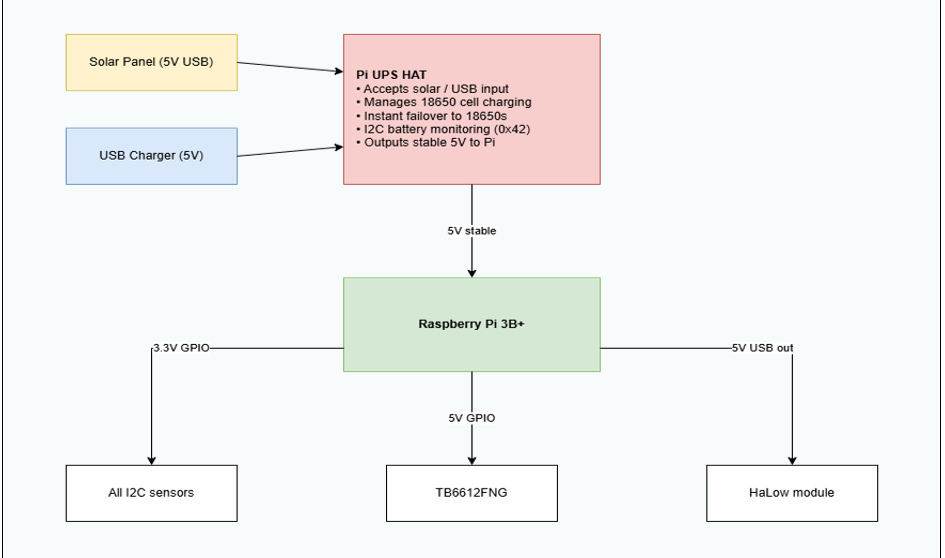 Solar Panel (5V USB)
USB Charger (5V)
Pi UPS HAT
• Accepts solar / USB input
• Manages 18650 cell charging
• Instant failover to 18650s
• I2C battery monitoring (0x42)
• Outputs stable 5V to Pi
5V stable
Raspberry Pi 3B+
3.3V GPIO
5V GPIO
5V USB out
All I2C sensors
TB6612FNG
HaLow module